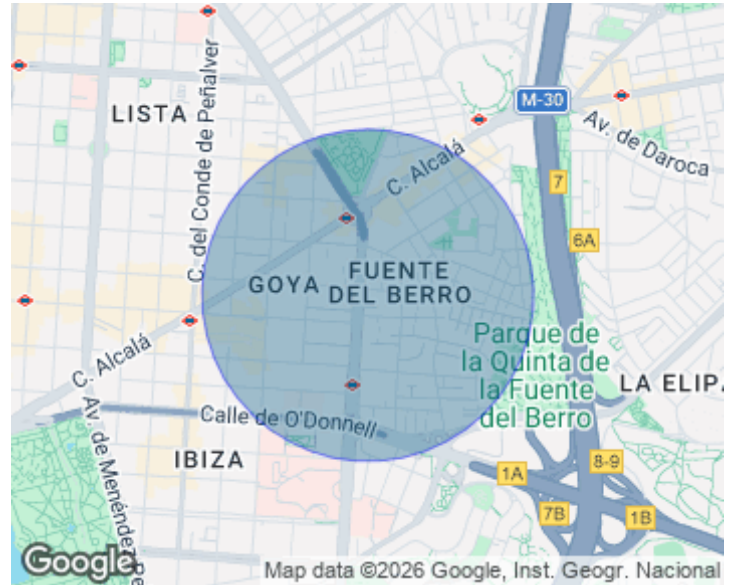 LISTA
C. del Conde de Peñalver
C. Alcalá
M-30
Av. de Daroca
7
6A
GOYA
FUENTE
DEL BERRO
Parque de
la Quinta de
la Fuente
del Berro
LA ELIP
C. Alcalá
Calle de O'Donnell
C. Av. de Menéndez Pe
IBIZA
1A
8-9
7B
1B
Google
Map data ©2026 Google, Inst. Geogr. Nacional